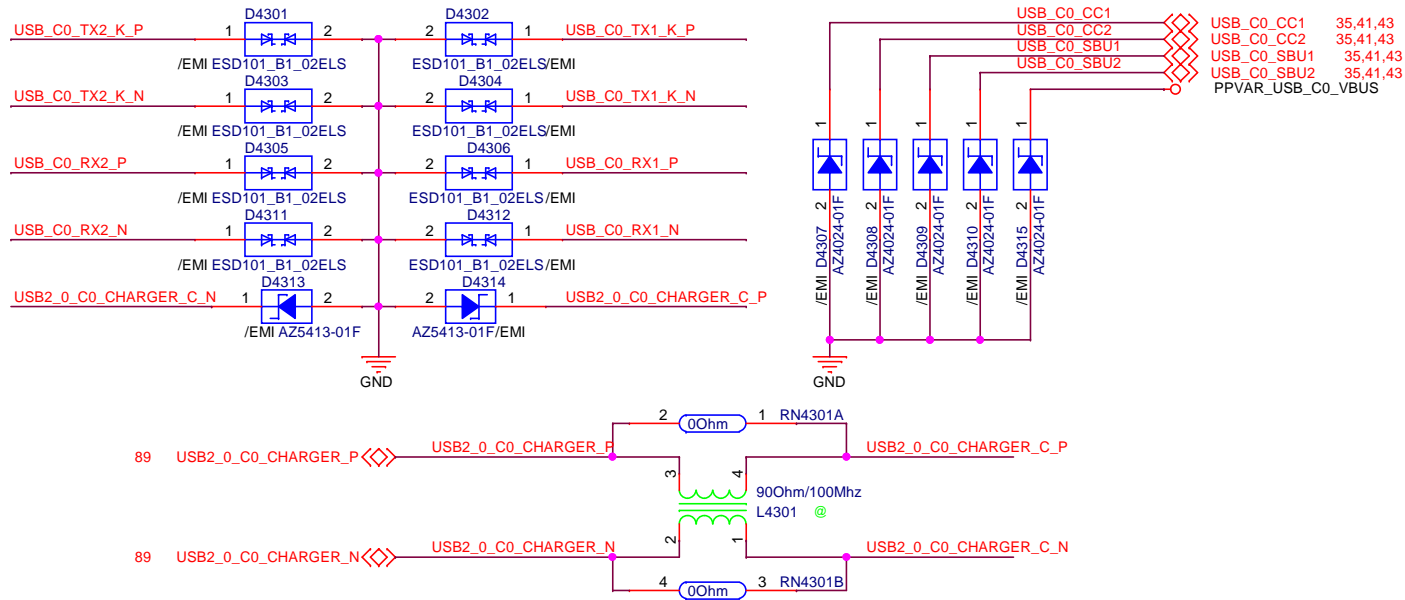 D4301 D4302
USB_C0_TX2_K_P 1 2 2 1 USB_C0_TX1_K_P
/EMI ESD101_B1_02ELS ESD101_B1_02ELS/EMI
D4303 D4304
USB_C0_TX2_K_N 1 2 2 1 USB_C0_TX1_K_N
/EMI ESD101_B1_02ELS ESD101_B1_02ELS/EMI
D4305 D4306
USB_C0_RX2_P 1 2 2 1 USB_C0_RX1_P
/EMI ESD101_B1_02ELS ESD101_B1_02ELS/EMI
D4311 D4312
USB_C0_RX2_N 1 2 2 1 USB_C0_RX1_N
/EMI ESD101_B1_02ELS ESD101_B1_02ELS/EMI
D4313 D4314
USB2_0_C0_CHARGER_C_N 1 2 2 1 USB2_0_C0_CHARGER_C_P
/EMI AZ5413-01F AZ5413-01F/EMI
GND
USB_C0_CC1 USB_C0_CC1 35,41,43
USB_C0_CC2 USB_C0_CC2 35,41,43
USB_C0_SBU1 USB_C0_SBU1 35,41,43
USB_C0_SBU2 USB_C0_SBU2 35,41,43
PPVAR_USB_C0_VBUS
1 1 1 1 1
2 2 2 2 2
/EMI D4307 AZ4024-01F
/EMI D4308 AZ4024-01F
/EMI D4309 AZ4024-01F
/EMI D4310 AZ4024-01F
/EMI D4315 AZ4024-01F
GND
2 0Ohm 1 RN4301A
89 USB2_0_C0_CHARGER_P USB2_0_C0_CHARGER_P USB2_0_C0_CHARGER_C_P
3 4
90Ohm/100Mhz
L4301 @
2 1
89 USB2_0_C0_CHARGER_N USB2_0_C0_CHARGER_N USB2_0_C0_CHARGER_C_N
4 0Ohm 3 RN4301B